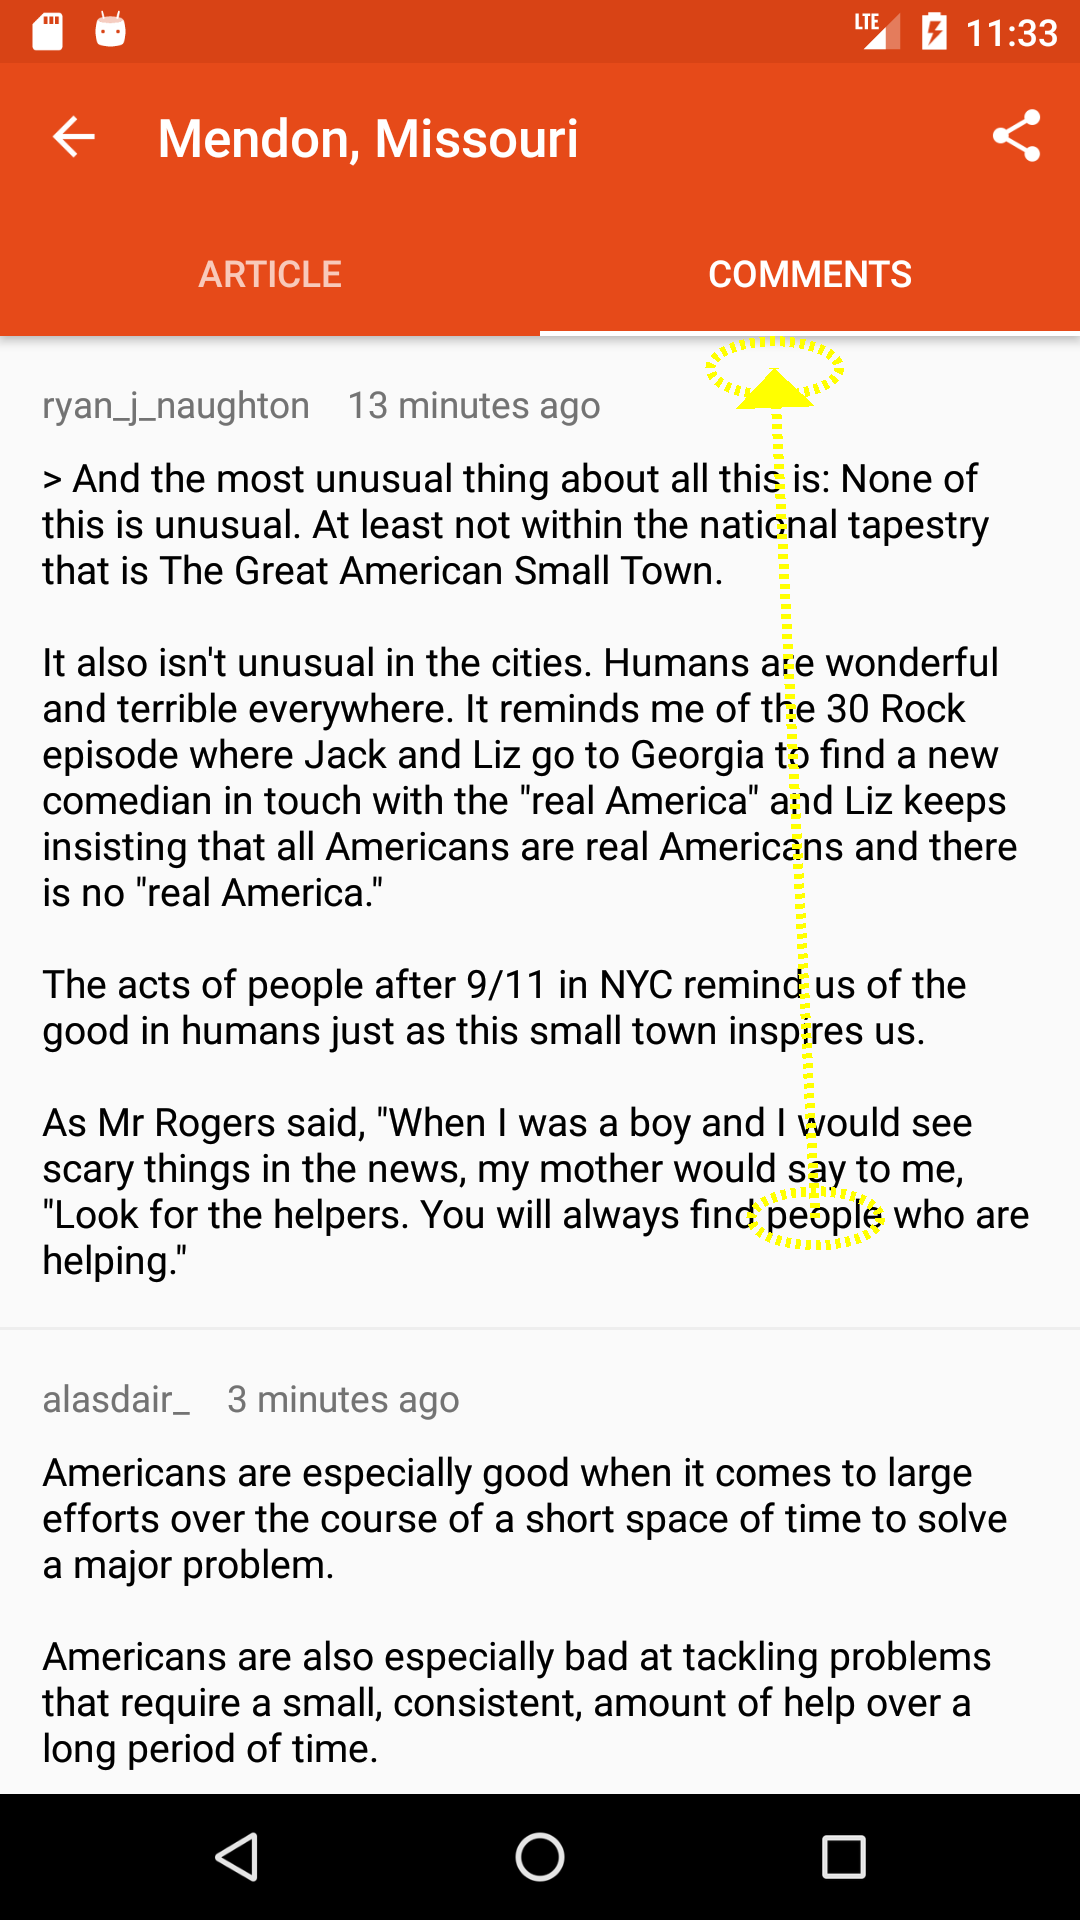 LTE 11:33
Mendon, Missouri
ARTICLE COMMENTS
ryan_j_naughton 13 minutes ago
> And the most unusual thing about all this is: None of
this is unusual. At least not within the national tapestry
that is The Great American Small Town.
It also isn't unusual in the cities. Humans are wonderful
and terrible everywhere. It reminds me of the 30 Rock
episode where Jack and Liz go to Georgia to find a new
comedian in touch with the "real America" and Liz keeps
insisting that all Americans are real Americans and there
is no "real America."
The acts of people after 9/11 in NYC remind us of the
good in humans just as this small town inspires us.
As Mr Rogers said, "When I was a boy and I would see
scary things in the news, my mother would say to me,
"Look for the helpers. You will always find people who are
helping."
alasdair_ 3 minutes ago
Americans are especially good when it comes to large
efforts over the course of a short space of time to solve
a major problem.
Americans are also especially bad at tackling problems
that require a small, consistent, amount of help over a
long period of time.